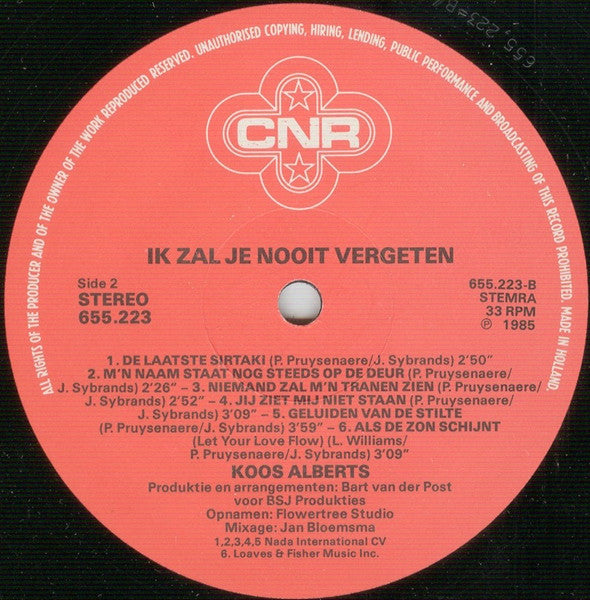 ALL RIGHTS OF THE PRODUCER AND OF THE OWNER OF THE WORK REPRODUCED RESERVED. UNAUTHORISED COPYING, HIRING, LENDING, PUBLIC PERFORMANCE AND BROADCASTING OF THIS RECORD PROHIBITED. MADE IN HOLLAND.
CNR
IK ZAL JE NOOIT VERGETEN
Side 2
STEREO
655.223
655.223-B
STEMRA
33 RPM
℗ 1985
1. DE LAATSTE SIRTAKI (P. Pruysenaere/J. Sybrands) 2'50"
2. M'N NAAM STAAT NOG STEEDS OP DE DEUR (P. Pruysenaere/
J. Sybrands) 2'26" – 3. NIEMAND ZAL M'N TRANEN ZIEN (P. Pruysenaere/
J. Sybrands) 2'52" – 4. JIJ ZIET MIJ NIET STAAN (P. Pruysenaere/
J. Sybrands) 3'09" – 5. GELUIDEN VAN DE STILTE
(P. Pruysenaere/J. Sybrands) 3'59" – 6. ALS DE ZON SCHIJNT
(Let Your Love Flow) (L. Williams/
P. Pruysenaere/J. Sybrands) 3'09"
KOOS ALBERTS
Produktie en arrangementen: Bart van der Post
voor BSJ Produkties
Opnamen: Flowertree Studio
Mixage: Jan Bloemsma
1,2,3,4,5 Nada International CV
6. Loaves & Fisher Music Inc.